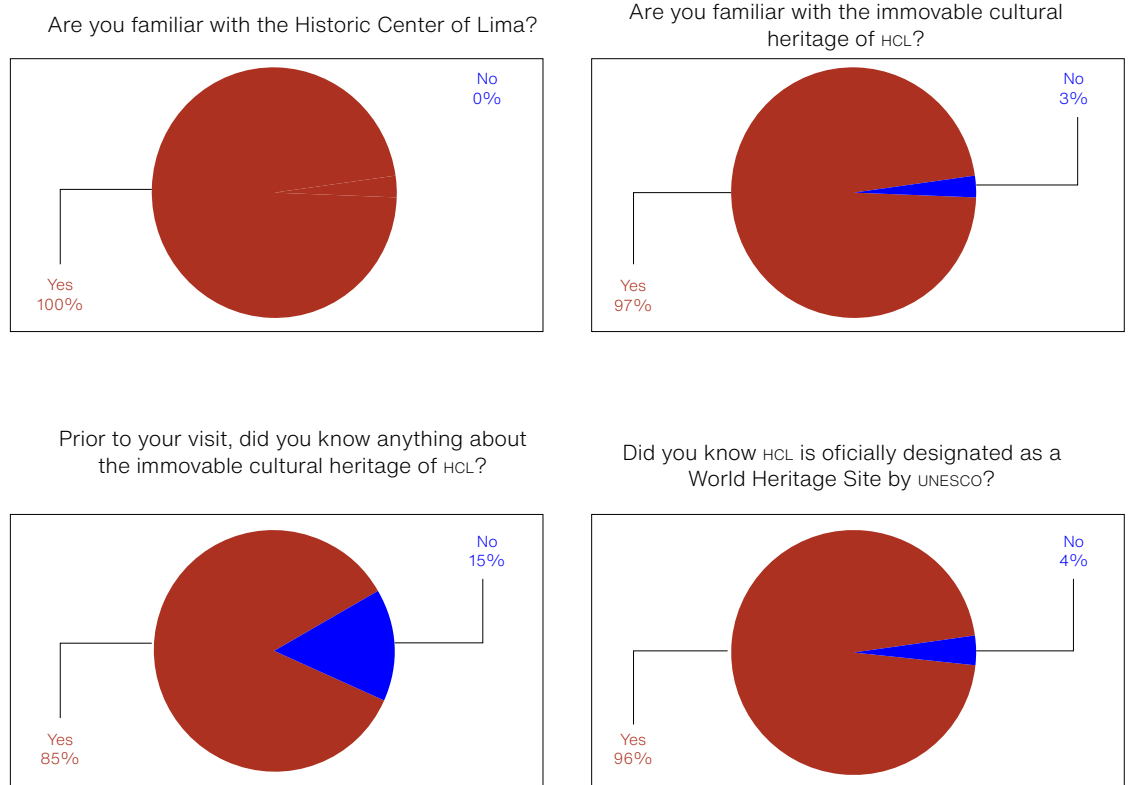 Are you familiar with the Historic Center of Lima?
No
0%
Yes
100%
Are you familiar with the immovable cultural
heritage of HCL?
No
3%
Yes
97%
Prior to your visit, did you know anything about
the immovable cultural heritage of HCL?
No
15%
Yes
85%
Did you know HCL is oficially designated as a
World Heritage Site by UNESCO?
No
4%
Yes
96%